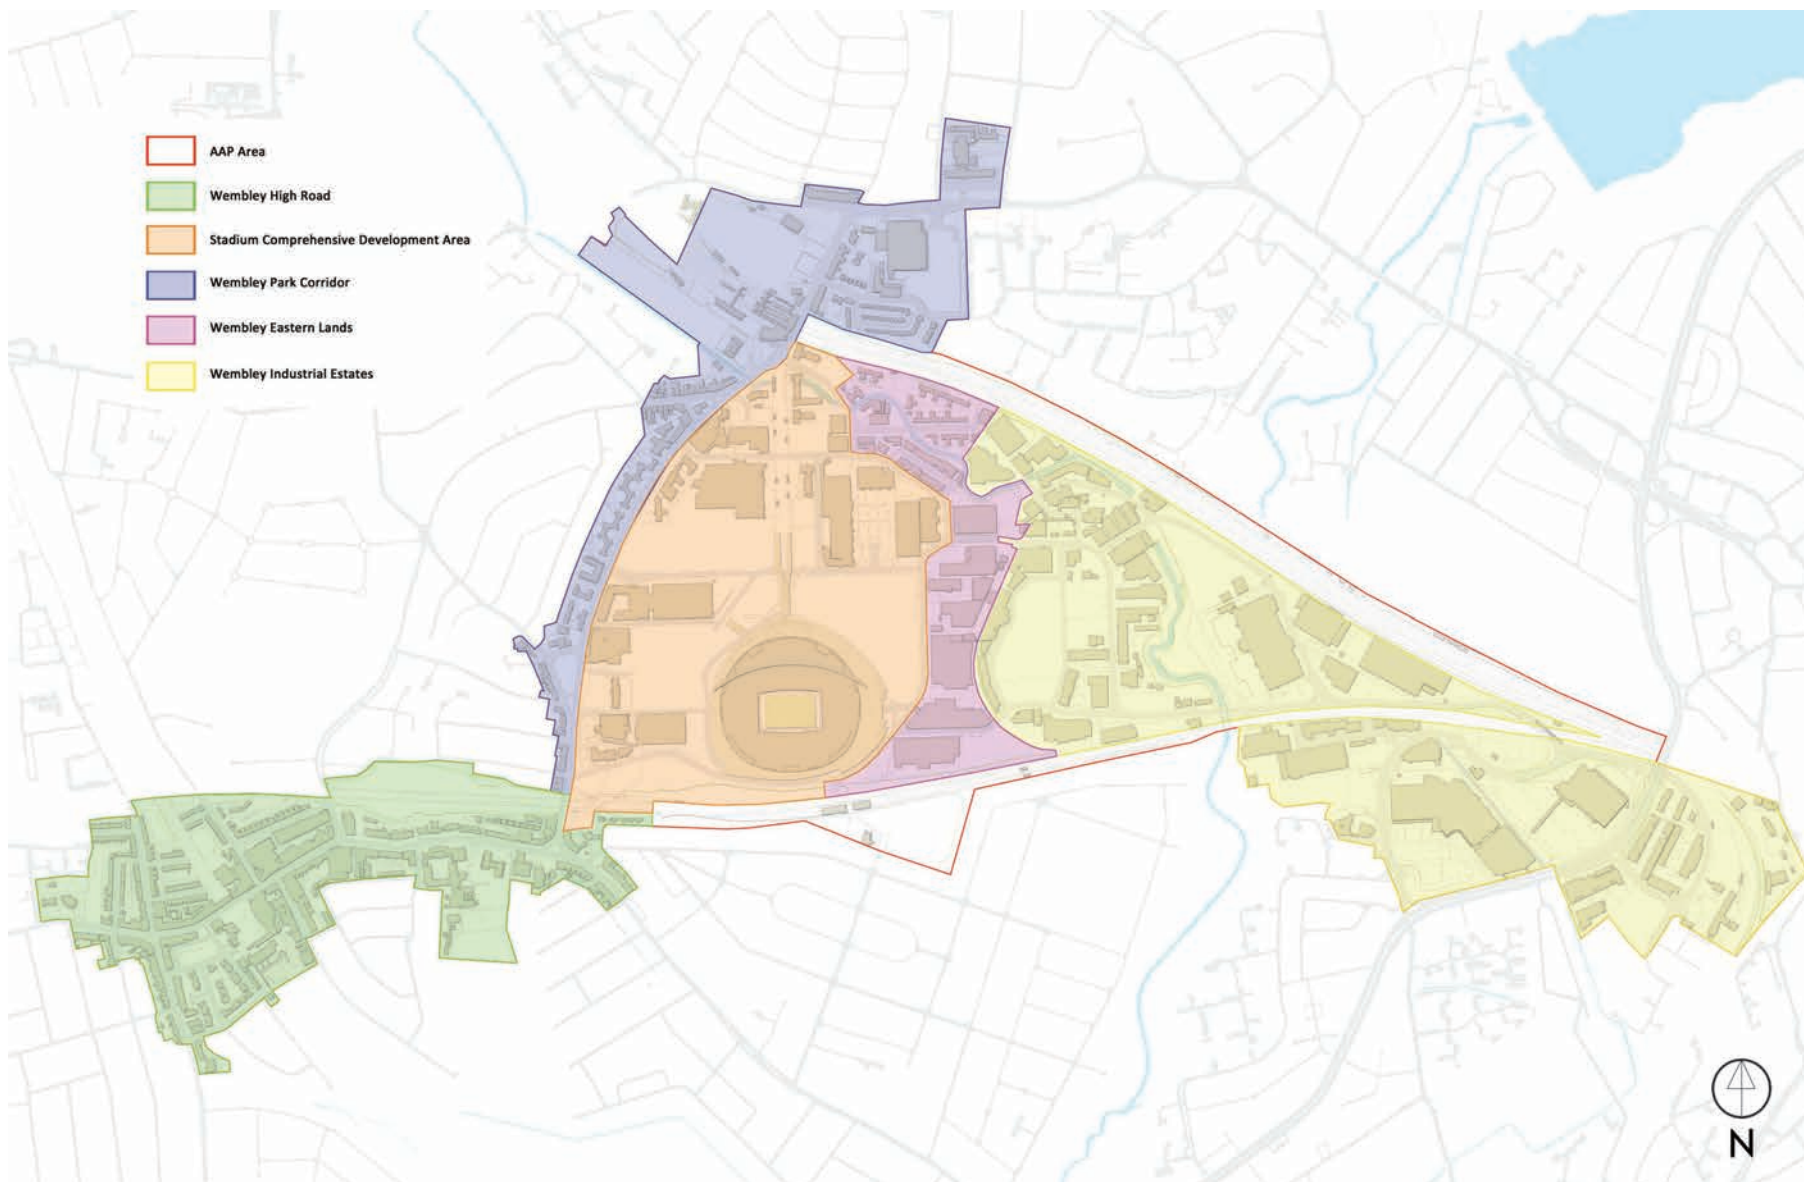 AAP Area
Wembley High Road
Stadium Comprehensive Development Area
Wembley Park Corridor
Wembley Eastern Lands
Wembley Industrial Estates
N